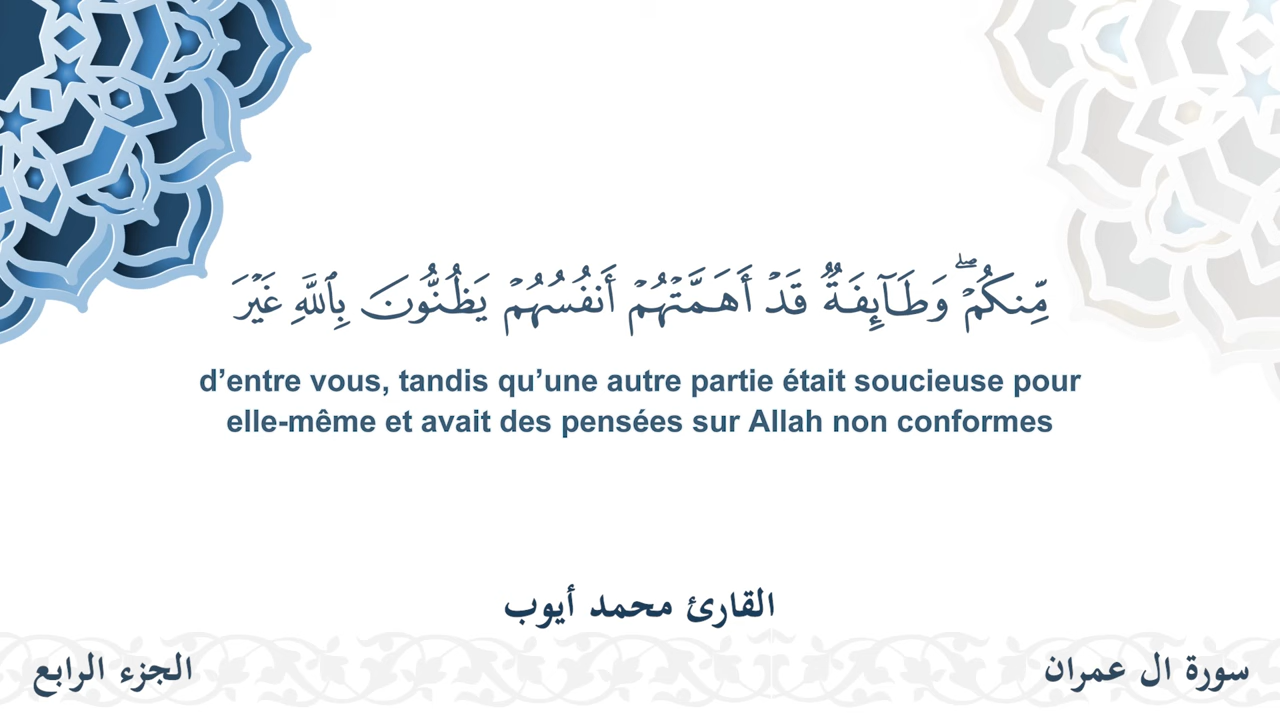 مِّنكُمْ ۖ وَطَآئِفَةٌ قَدْ أَهَمَّتْهُمْ أَنفُسُهُمْ يَظُنُّونَ بِٱللَّهِ غَيْرَ
d’entre vous, tandis qu’une autre partie était soucieuse pour
elle-même et avait des pensées sur Allah non conformes
القارئ محمد أيوب
سورة ال عمران
الجزء الرابع